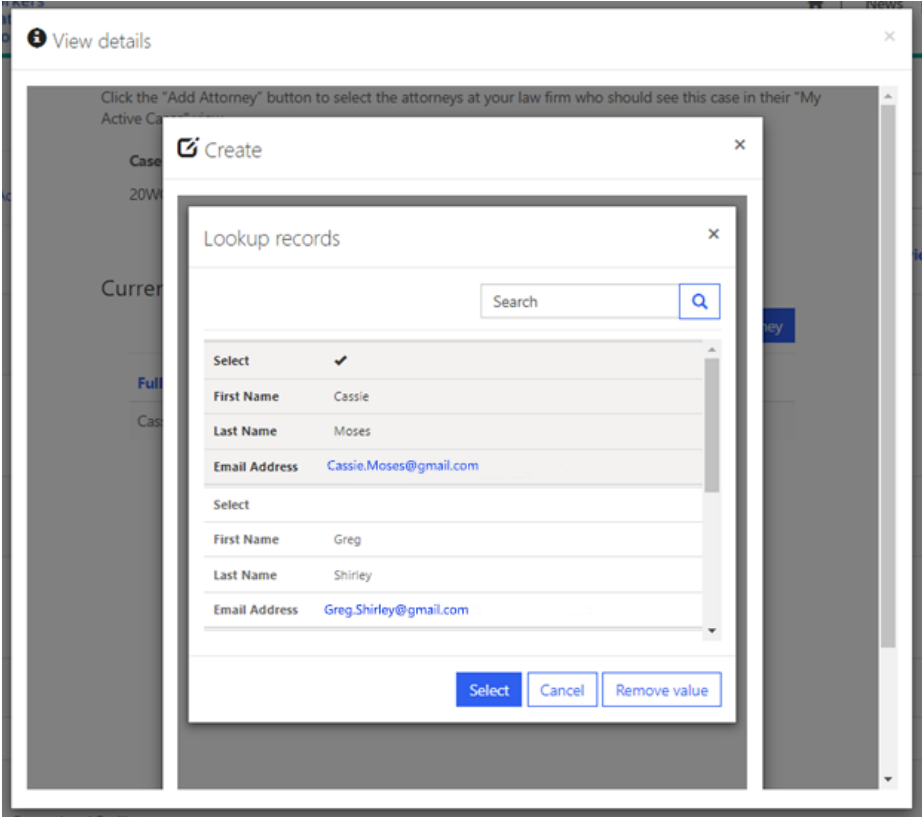 News
View details
×
Click the "Add Attorney" button to select the attorneys at your law firm who should see this case in their "My
Active
Create
×
Case
Lookup records
×
Search
Select ✔
First Name Cassie
Last Name Moses
Email Address Cassie.Moses@gmail.com
Select
First Name Greg
Last Name Shirley
Email Address Greg.Shirley@gmail.com
Select Cancel Remove value